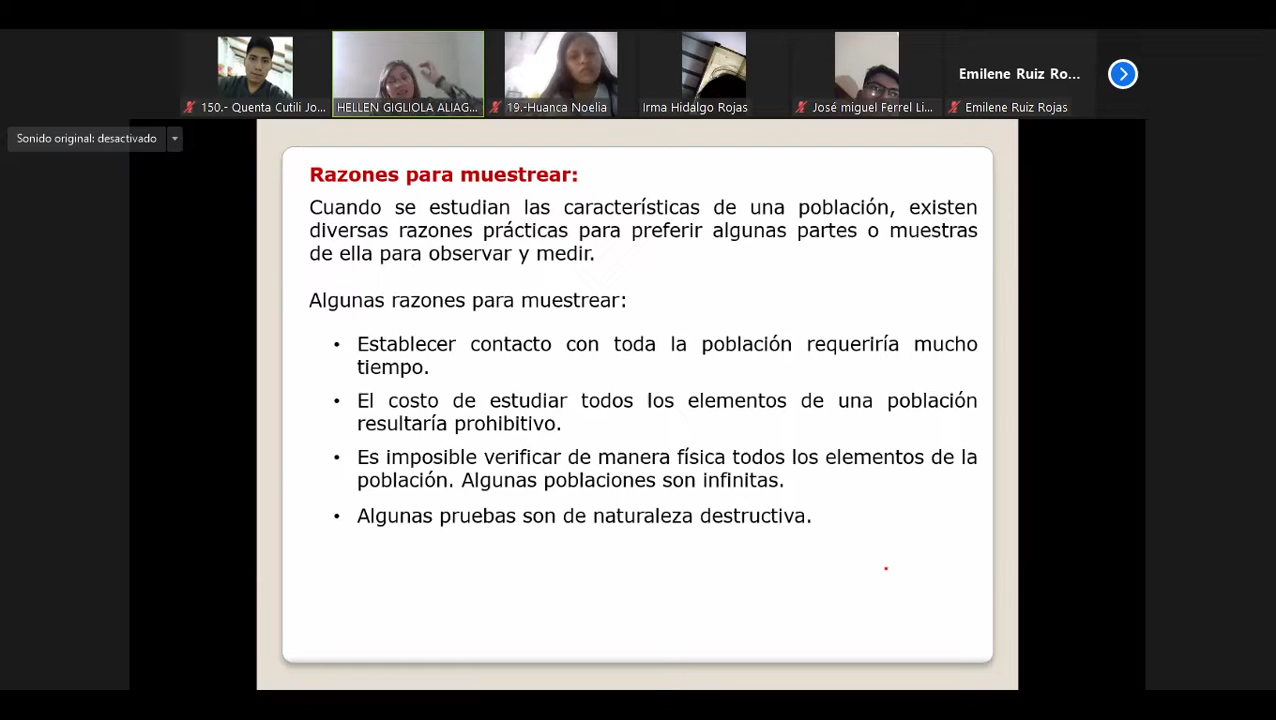 Emilene Ruiz Ro...
150.- Quenta Cutili Jo...
HELLEN GIGLIOLA ALIAG...
19.-Huanca Noelia
Irma Hidalgo Rojas
José miguel Ferrel Li...
Emilene Ruiz Rojas
Sonido original: desactivado
Razones para muestrear:
Cuando se estudian las características de una población, existen
diversas razones prácticas para preferir algunas partes o muestras
de ella para observar y medir.
Algunas razones para muestrear:
• Establecer contacto con toda la población requeriría mucho
tiempo.
• El costo de estudiar todos los elementos de una población
resultaría prohibitivo.
• Es imposible verificar de manera física todos los elementos de la
población. Algunas poblaciones son infinitas.
• Algunas pruebas son de naturaleza destructiva.